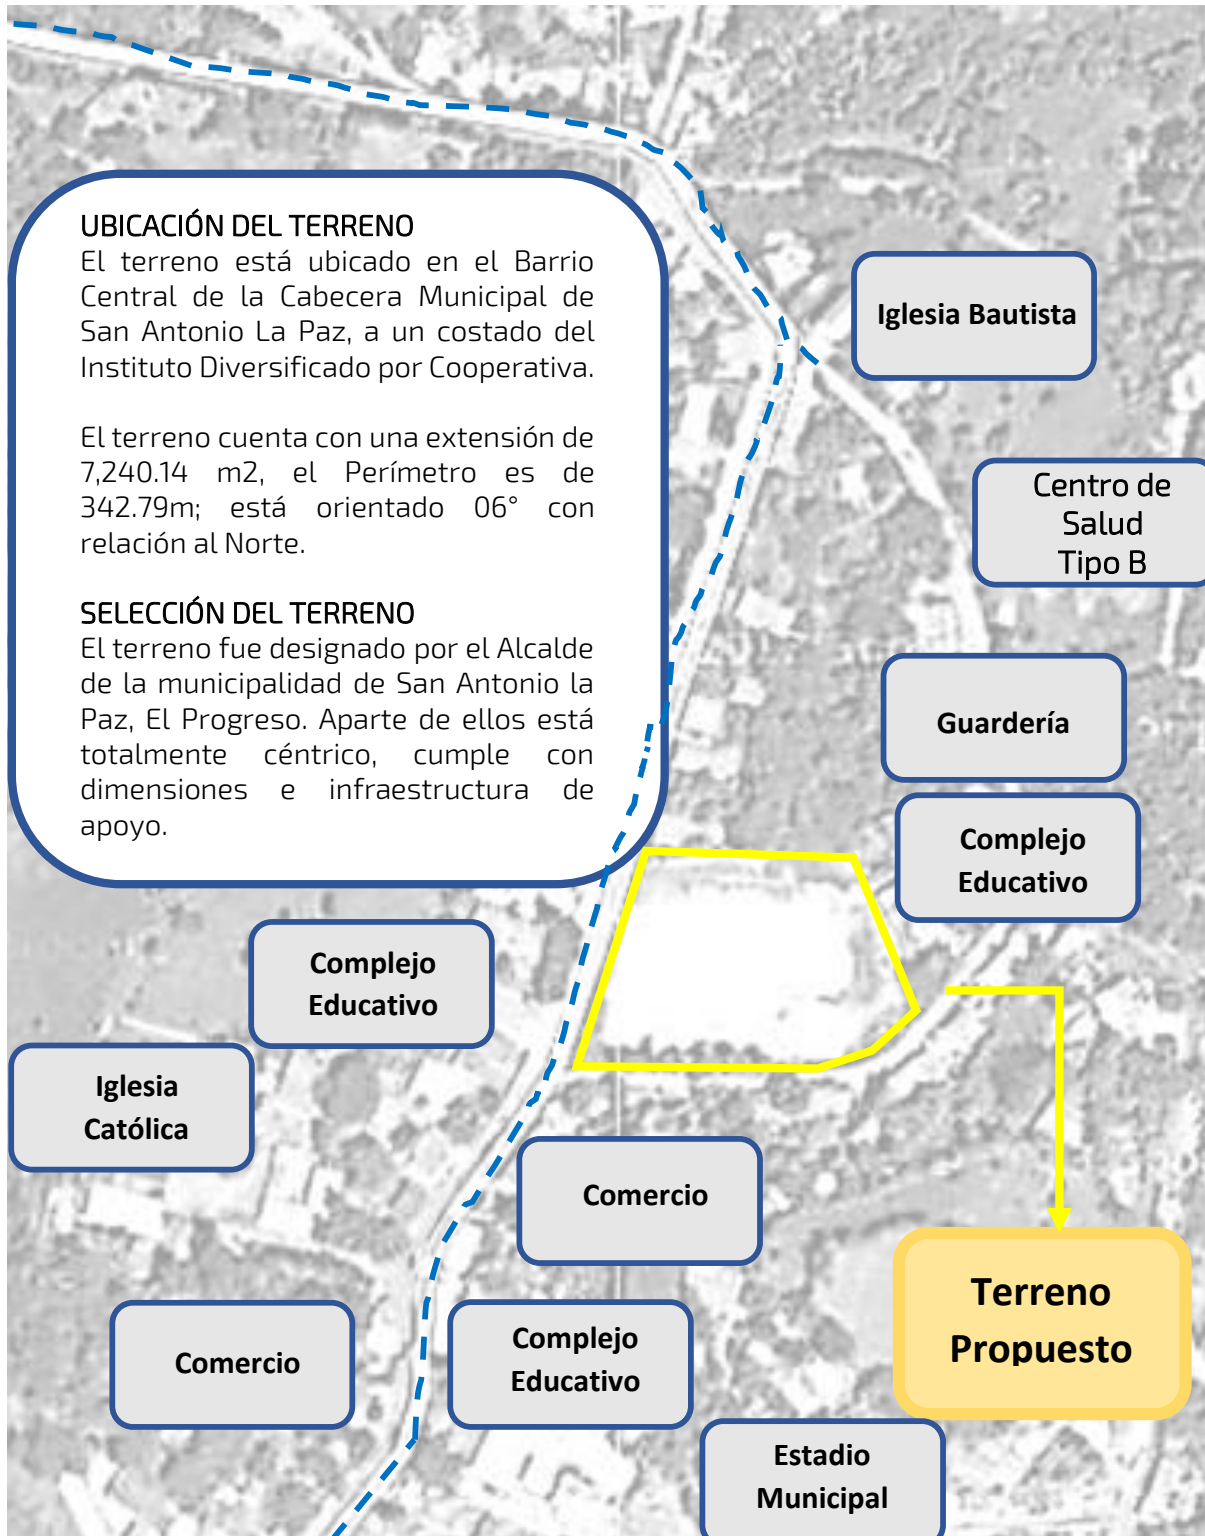 UBICACIÓN DEL TERRENO
El terreno está ubicado en el Barrio
Central de la Cabecera Municipal de
San Antonio La Paz, a un costado del
Instituto Diversificado por Cooperativa.
El terreno cuenta con una extensión de
7,240.14 m2, el Perímetro es de
342.79m; está orientado 06° con
relación al Norte.
SELECCIÓN DEL TERRENO
El terreno fue designado por el Alcalde
de la municipalidad de San Antonio la
Paz, El Progreso. Aparte de ellos está
totalmente céntrico, cumple con
dimensiones e infraestructura de
apoyo.
Iglesia Bautista
Centro de
Salud
Tipo B
Guardería
Complejo
Educativo
Complejo
Educativo
Iglesia
Católica
Comercio
Comercio
Complejo
Educativo
Terreno
Propuesto
Estadio
Municipal